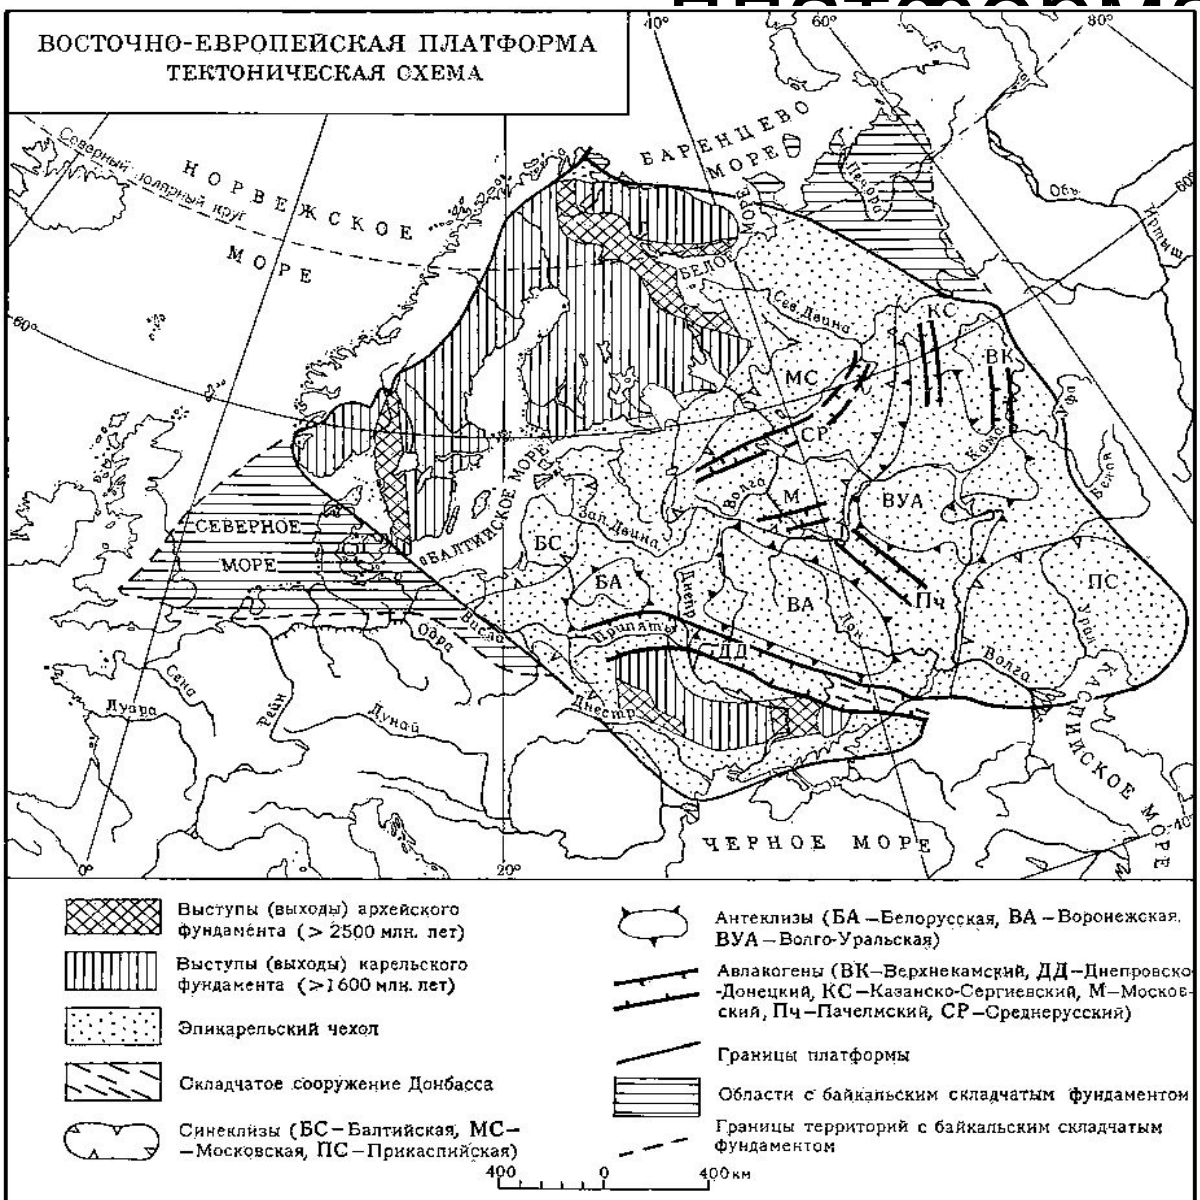 ВОСТОЧНО-ЕВРОПЕЙСКАЯ ПЛАТФОРМА
ТЕКТОНИЧЕСКАЯ СХЕМА
40°
60°
80°
Северный полярный круг
НОРВЕЖСКОЕ
МОРЕ
БАРЕНЦЕВО
МОРЕ
Печора
Обь
60°
Иртыш
БЕЛОЕ
МОРЕ
Сев. Двина
60°
КС
ВК
МС
СР
Кама
Уфа
Белая
Волга
М
ВУА
СЕВЕРНОЕ
МОРЕ
БАЛТИЙСКОЕ МОРЕ
Зап. Двина
БС
БА
Днепр
ВА
Дон
Пч
ПС
Урал
Волга
Висла
Одра
Припять
ДД
Днестр
Сена
Луара
Рейн
Дунай
КАСПИЙСКОЕ МОРЕ
ЧЕРНОЕ МОРЕ
40°
0°
20°
Выступы (выходы) архейского
фундамента (> 2500 млн. лет)
Выступы (выходы) карельского
фундамента (>1600 млн. лет)
Эпикарельский чехол
Складчатое сооружение Донбасса
Синеклизы (БС–Балтийская, МС–
–Московская, ПС–Прикаспийская)
Антеклизы (БА–Белорусская, ВА–Воронежская,
ВУА–Волго-Уральская)
Авлакогены (ВК–Верхнекамский, ДД–Днепровско-
-Донецкий, КС–Казанско-Сергиевский, М–Москов-
ский, Пч–Пачелмский, СР–Среднерусский)
Границы платформы
Области с байкальским складчатым фундаментом
Границы территорий с байкальским складчатым
фундаментом
400 0 400 км